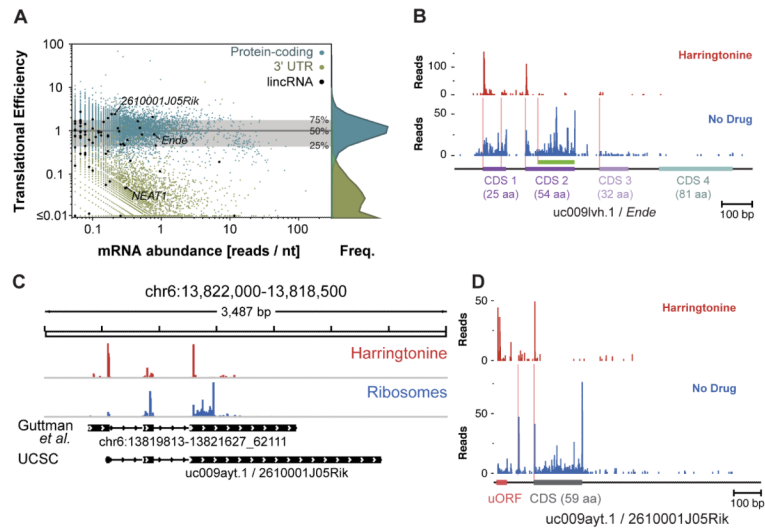 A
Translational Efficiency
100
10
1
0.1
≤0.01
Protein-coding
3' UTR
lincRNA
2610001J05Rik
Ende
NEAT1
75%
50%
25%
0.1
1
10
100
mRNA abundance [reads / nt]
Freq.
B
Reads
100
0
Harringtonine
Reads
50
0
No Drug
CDS 1
(25 aa)
CDS 2
(54 aa)
CDS 3
(32 aa)
CDS 4
(81 aa)
uc009lvh.1 / Ende
100 bp
C
chr6:13,822,000-13,818,500
3,487 bp
Harringtonine
Ribosomes
Guttman
et al.
chr6:13819813-13821627_62111
UCSC
uc009ayt.1 / 2610001J05Rik
D
Reads
50
0
Harringtonine
Reads
50
0
No Drug
uORF
CDS (59 aa)
100 bp
uc009ayt.1 / 2610001J05Rik